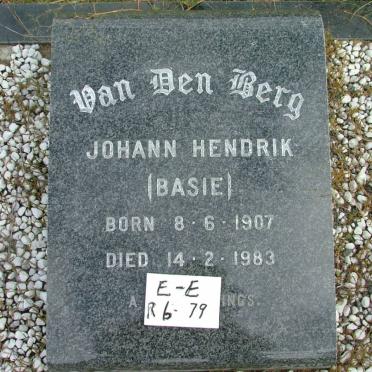 Van Den Berg
JOHANN HENDRIK
(BASIE)
BORN 8·6·1907
DIED 14·2·1983
E-E
R6-79